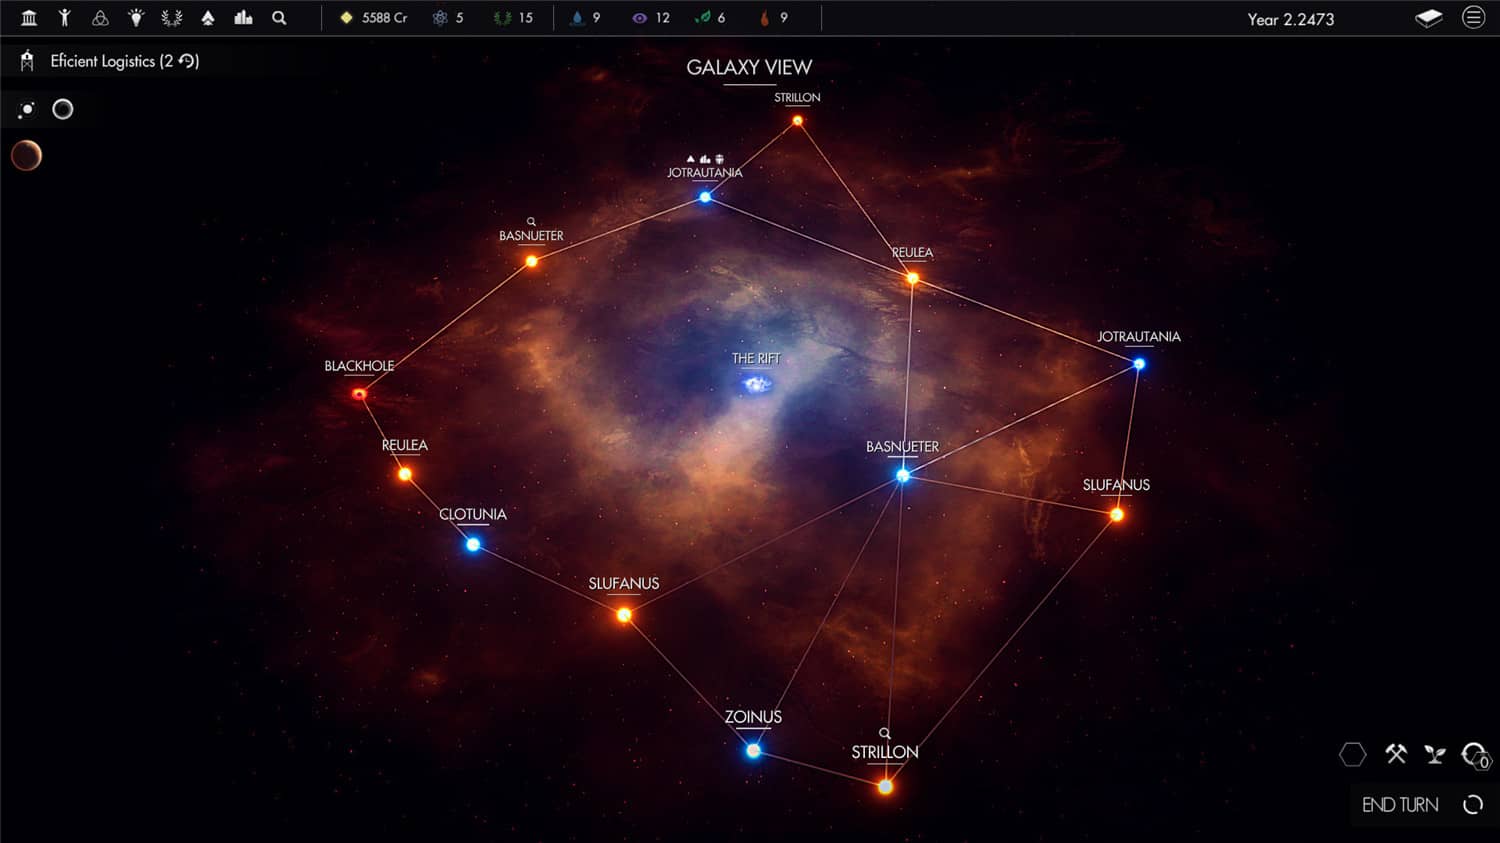 5588 Cr 5 15 9 12 6 9 Year 2.2473
Eficient Logistics (2 )
GALAXY VIEW
STRILLON
JOTRAUTANIA
BASNUETER
REULEA
JOTRAUTANIA
THE RIFT
BLACKHOLE
REULEA
BASNUETER
SLUFANUS
CLOTUNIA
SLUFANUS
ZOINUS
STRILLON
0
END TURN